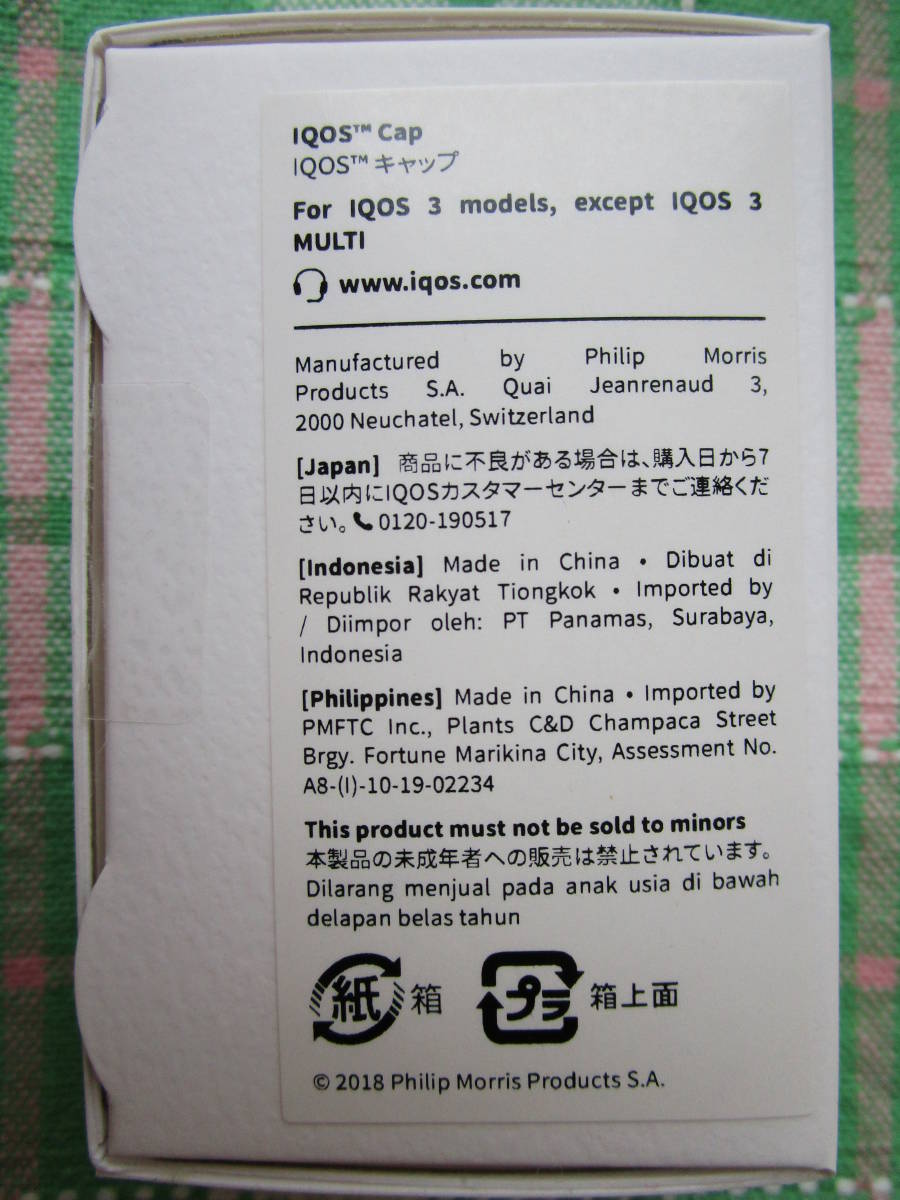 IQOS™ Cap
IQOS™ キャップ
For IQOS 3 models, except IQOS 3
MULTI
www.iqos.com
Manufactured by Philip Morris
Products S.A. Quai Jeanrenaud 3,
2000 Neuchatel, Switzerland
[Japan] 商品に不良がある場合は、購入日から7
日以内にIQOSカスタマーセンターまでご連絡くだ
さい。 0120-190517
[Indonesia] Made in China • Dibuat di
Republik Rakyat Tiongkok • Imported by
/ Diimpor oleh: PT Panamas, Surabaya,
Indonesia
[Philippines] Made in China • Imported by
PMFTC Inc., Plants C&D Champaca Street
Brgy. Fortune Marikina City, Assessment No.
A8-(I)-10-19-02234
This product must not be sold to minors
本製品の未成年者への販売は禁止されています。
Dilarang menjual pada anak usia di bawah
delapan belas tahun
紙 箱 プラ 箱上面
© 2018 Philip Morris Products S.A.